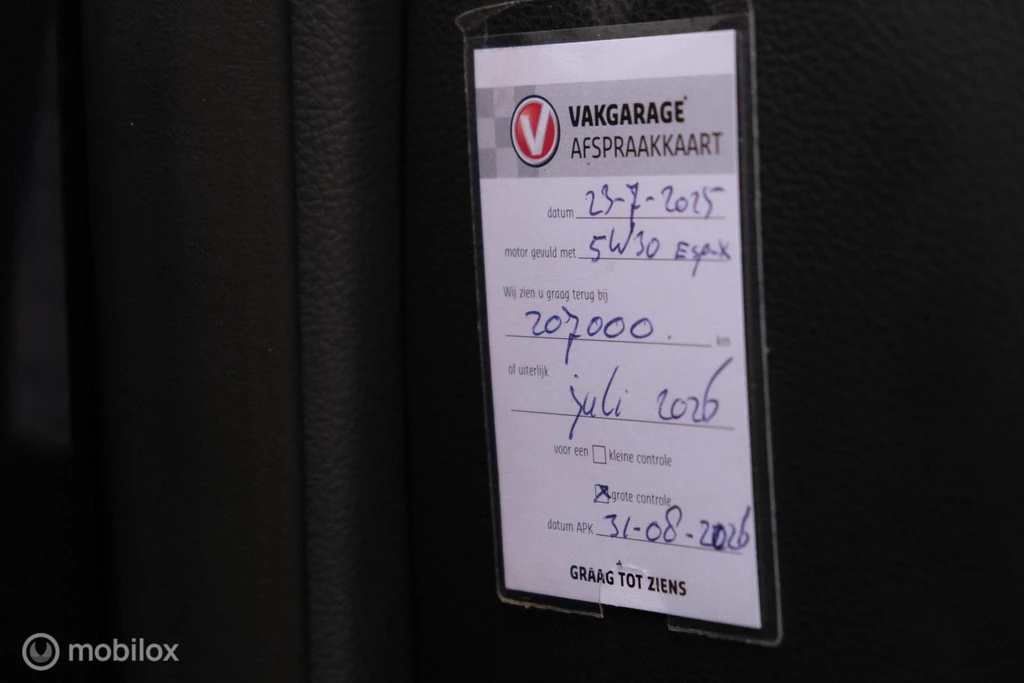 V VAKGARAGE
AFSPRAAKKAART
datum 23-7-2025
motor gevuld met 5W30
Wij zien u graag terug bij
207000. km
of uiterlijk
juli 2026
voor een kleine controle
grote controle
datum APK 31-08-2026
GRAAG TOT ZIENS
mobilox